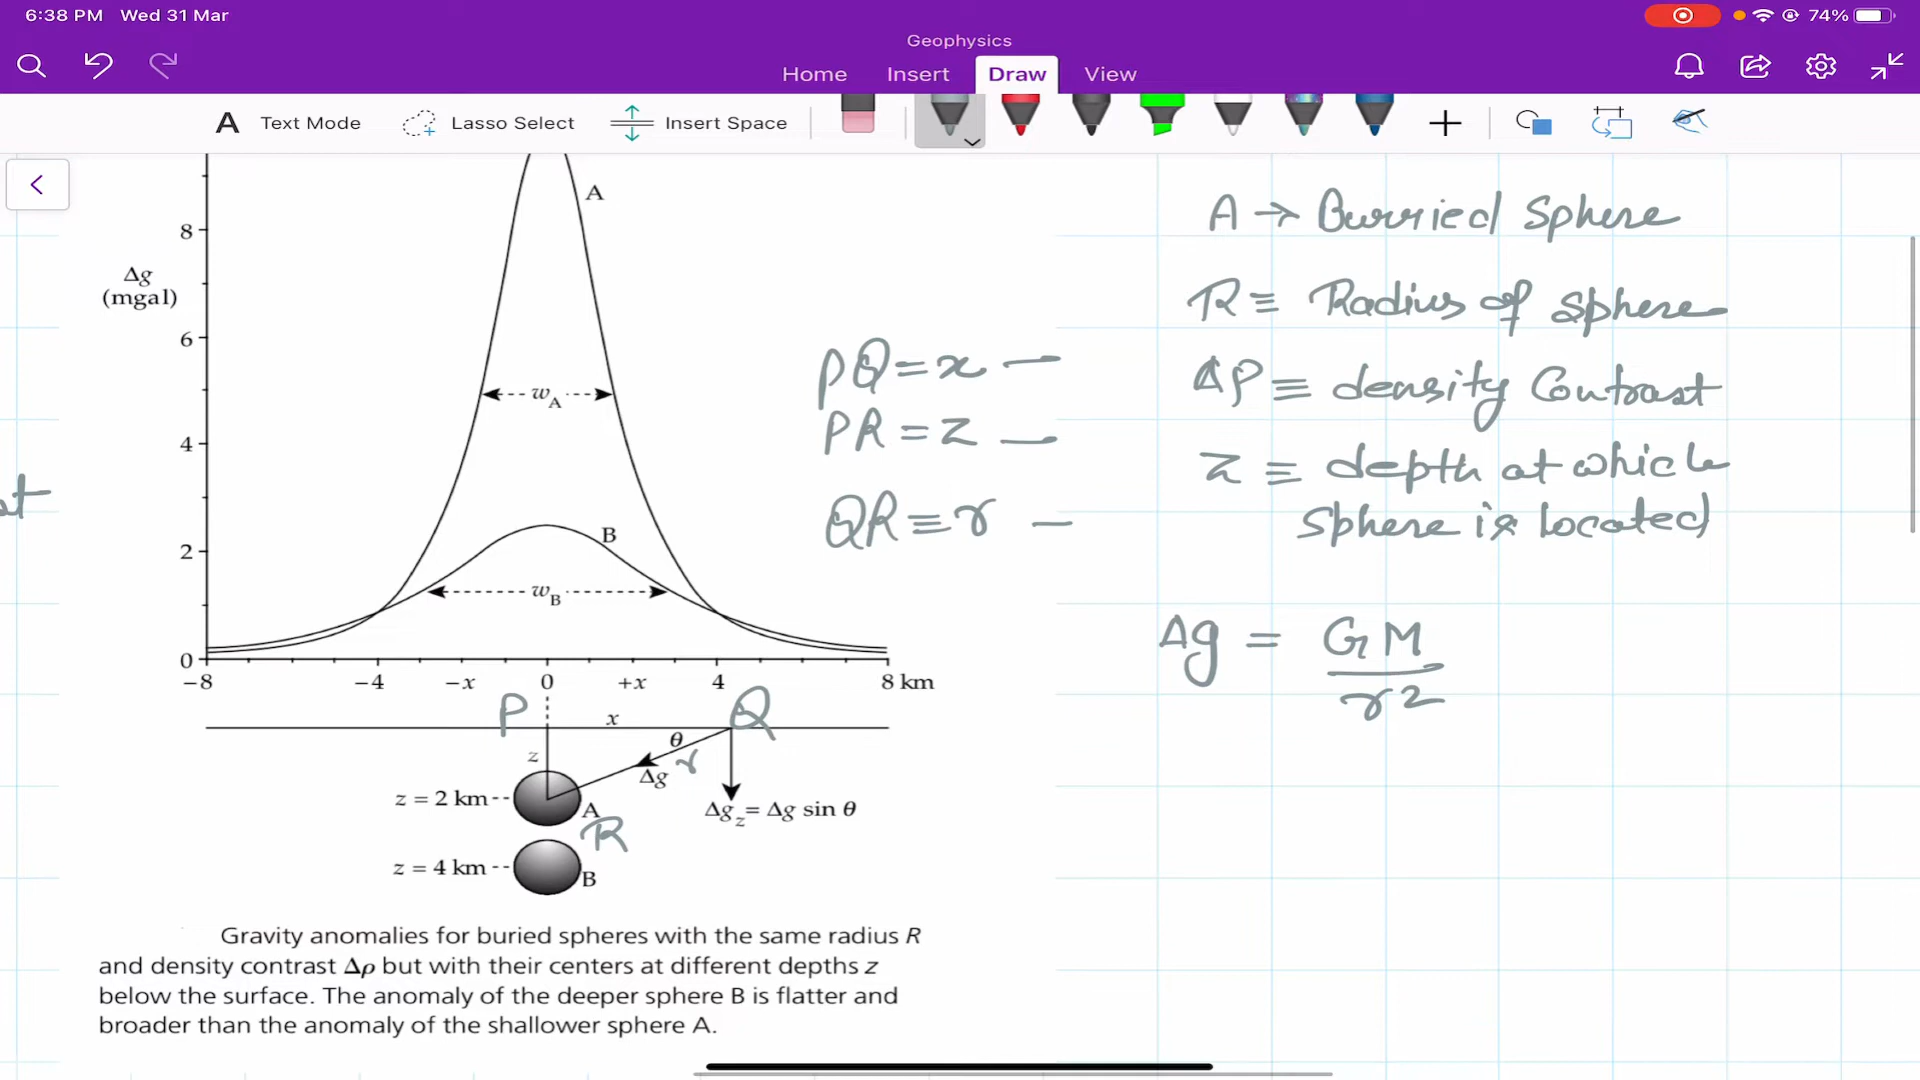 6:38 PM Wed 31 Mar
74%
Geophysics
Home Insert Draw View
A Text Mode Lasso Select Insert Space
A
8
Δg
(mgal)
6
w_A
4
B
2
w_B
0
−8 −4 −x 0 +x 4 8 km
P x Q
z θ r
Δg
z = 2 km A
Δg_z = Δg sin θ
R
z = 4 km B
Gravity anomalies for buried spheres with the same radius R
and density contrast Δρ but with their centers at different depths z
below the surface. The anomaly of the deeper sphere B is flatter and
broader than the anomaly of the shallower sphere A.
PQ = x —
PR = z —
QR ≡ r —
A → Burried Sphere
R ≡ Radius of sphere
Δρ ≡ density Contrast
z ≡ depth at which
sphere is located
Δg = GM
r2